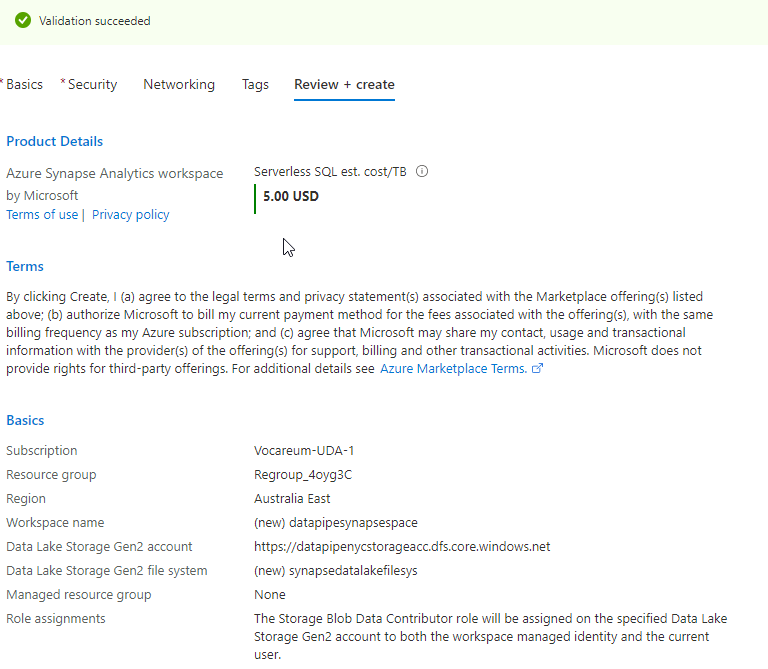 Validation succeeded
* Basics * Security Networking Tags Review + create
Product Details
Azure Synapse Analytics workspace
by Microsoft
Terms of use | Privacy policy
Serverless SQL est. cost/TB
5.00 USD
Terms
By clicking Create, I (a) agree to the legal terms and privacy statement(s) associated with the Marketplace offering(s) listed
above; (b) authorize Microsoft to bill my current payment method for the fees associated with the offering(s), with the same
billing frequency as my Azure subscription; and (c) agree that Microsoft may share my contact, usage and transactional
information with the provider(s) of the offering(s) for support, billing and other transactional activities. Microsoft does not
provide rights for third-party offerings. For additional details see Azure Marketplace Terms.
Basics
Subscription Vocareum-UDA-1
Resource group Regroup_4oyg3C
Region Australia East
Workspace name (new) datapipesynapsespace
Data Lake Storage Gen2 account https://datapipenycstorageacc.dfs.core.windows.net
Data Lake Storage Gen2 file system (new) synapsedatalakefilesys
Managed resource group None
Role assignments The Storage Blob Data Contributor role will be assigned on the specified Data Lake
Storage Gen2 account to both the workspace managed identity and the current
user.